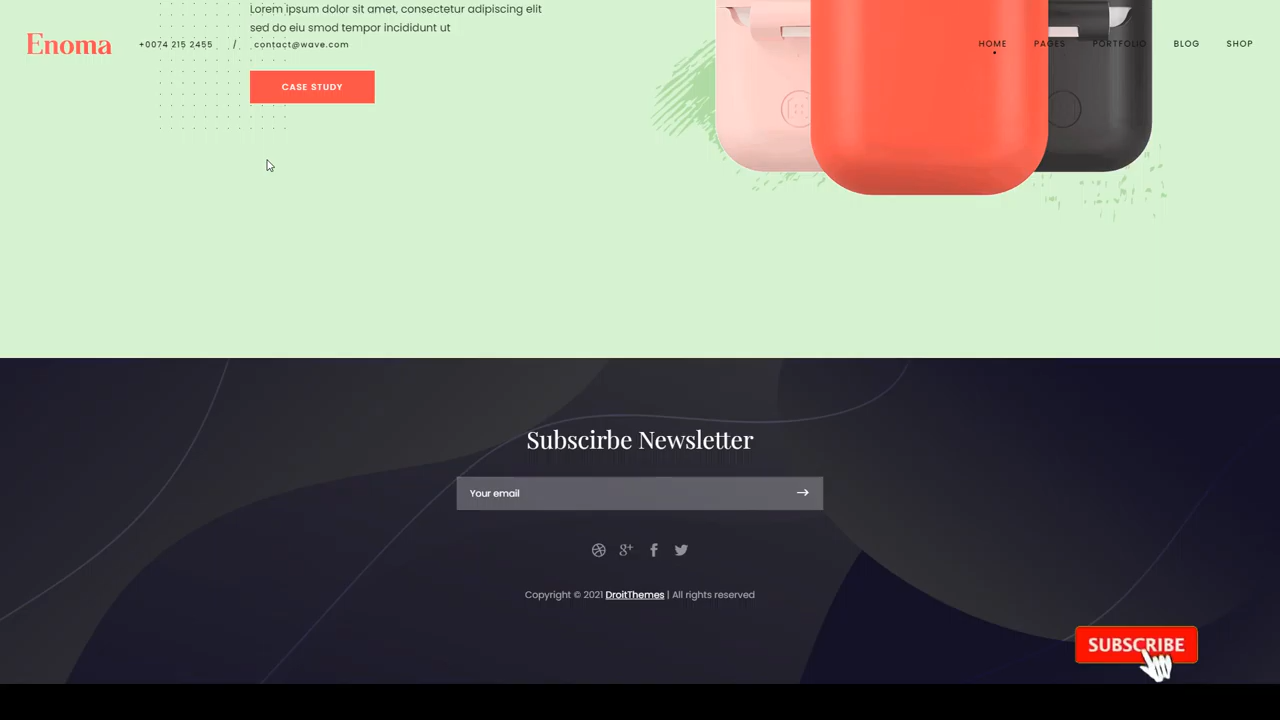 Lorem ipsum dolor sit amet, consectetur adipiscing elit
sed do eiu smod tempor incididunt ut
Enoma +0074 215 2455 / contact@wave.com HOME PAGES PORTFOLIO BLOG SHOP
CASE STUDY
Subscirbe Newsletter
Your email
Copyright © 2021 DroitThemes | All rights reserved
SUBSCRIBE